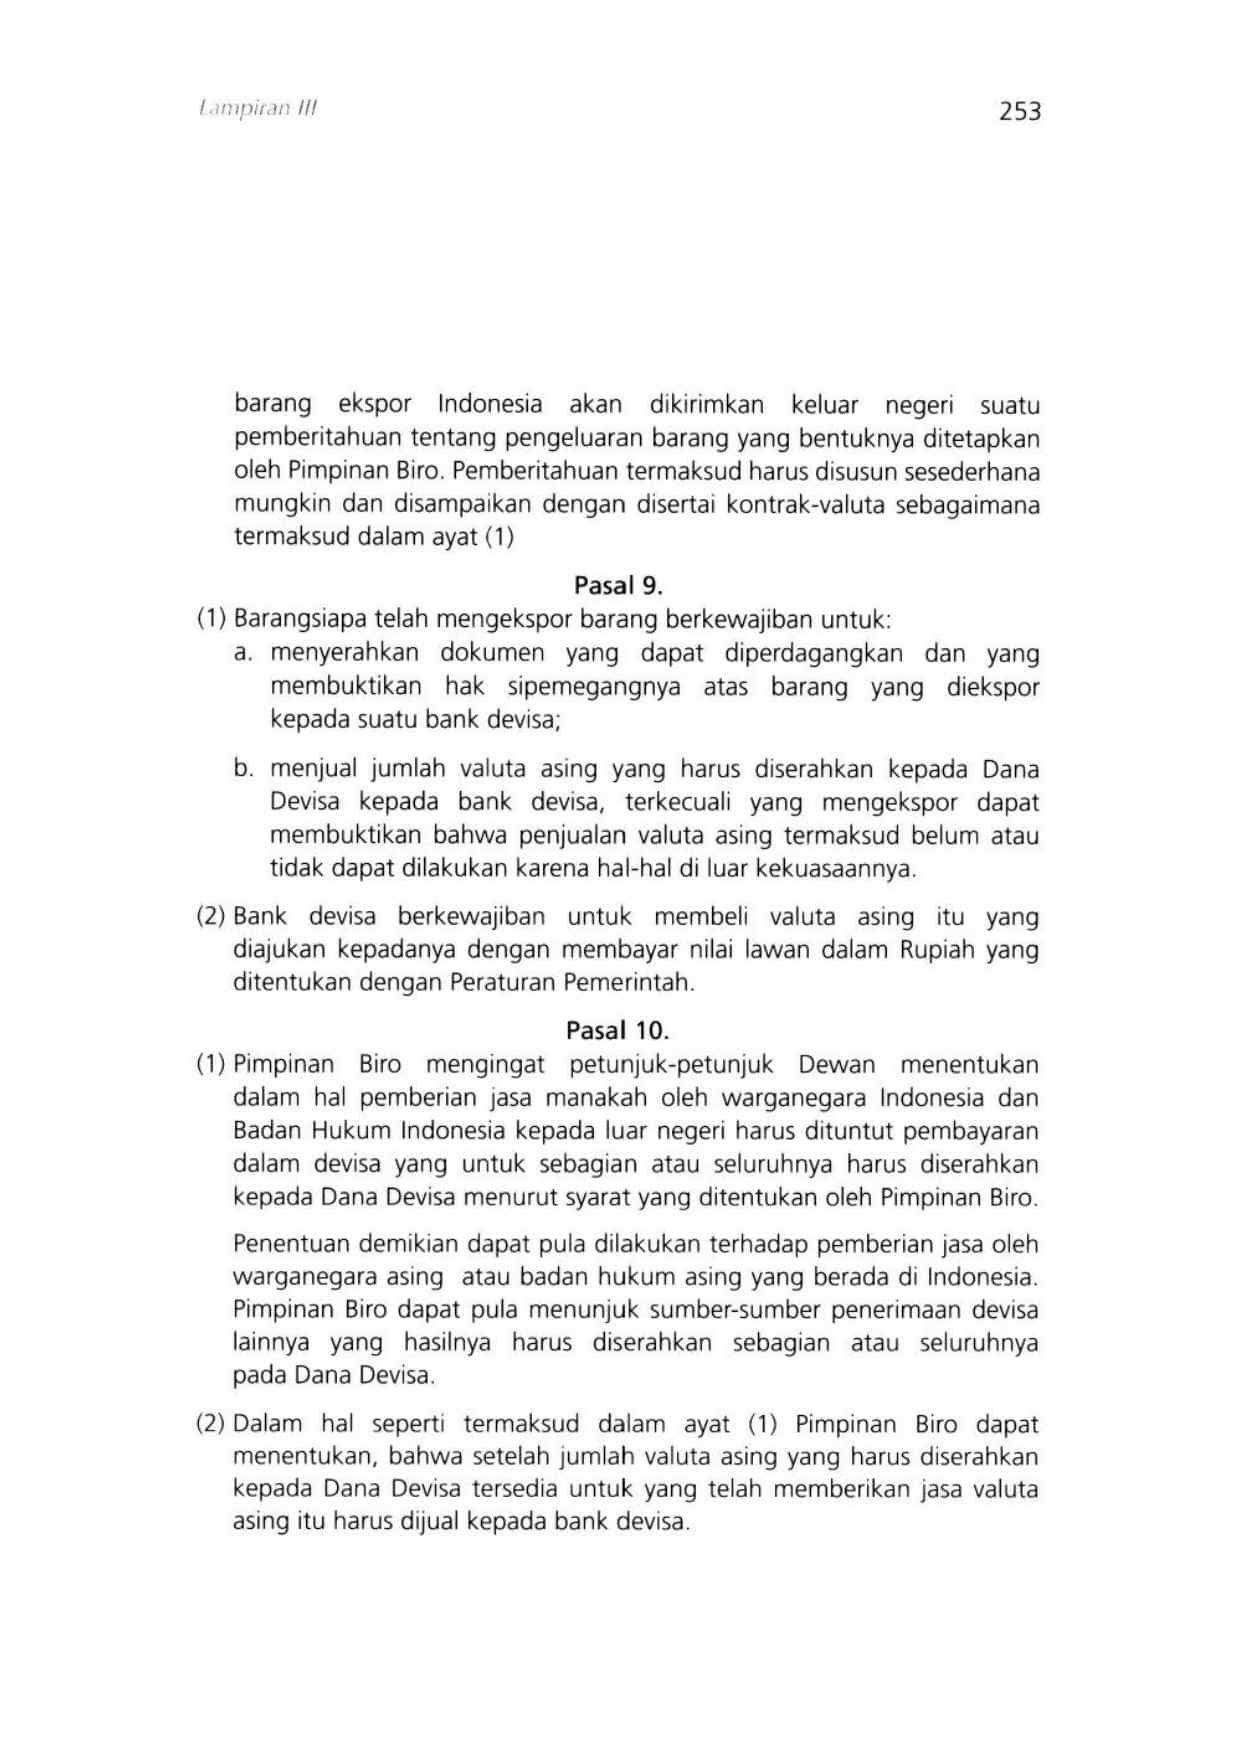 Lampiran III
253
barang ekspor Indonesia akan dikirimkan keluar negeri suatu
pemberitahuan tentang pengeluaran barang yang bentuknya ditetapkan
oleh Pimpinan Biro. Pemberitahuan termaksud harus disusun sesederhana
mungkin dan disampaikan dengan disertai kontrak-valuta sebagaimana
termaksud dalam ayat (1)
Pasal 9.
(1) Barangsiapa telah mengekspor barang berkewajiban untuk:
a. menyerahkan dokumen yang dapat diperdagangkan dan yang
membuktikan hak sipemegangnya atas barang yang diekspor
kepada suatu bank devisa;
b. menjual jumlah valuta asing yang harus diserahkan kepada Dana
Devisa kepada bank devisa, terkecuali yang mengekspor dapat
membuktikan bahwa penjualan valuta asing termaksud belum atau
tidak dapat dilakukan karena hal-hal di luar kekuasaannya.
(2) Bank devisa berkewajiban untuk membeli valuta asing itu yang
diajukan kepadanya dengan membayar nilai lawan dalam Rupiah yang
ditentukan dengan Peraturan Pemerintah.
Pasal 10.
(1) Pimpinan Biro mengingat petunjuk-petunjuk Dewan menentukan
dalam hal pemberian jasa manakah oleh warganegara Indonesia dan
Badan Hukum Indonesia kepada luar negeri harus dituntut pembayaran
dalam devisa yang untuk sebagian atau seluruhnya harus diserahkan
kepada Dana Devisa menurut syarat yang ditentukan oleh Pimpinan Biro.
Penentuan demikian dapat pula dilakukan terhadap pemberian jasa oleh
warganegara asing atau badan hukum asing yang berada di Indonesia.
Pimpinan Biro dapat pula menunjuk sumber-sumber penerimaan devisa
lainnya yang hasilnya harus diserahkan sebagian atau seluruhnya
pada Dana Devisa.
(2) Dalam hal seperti termaksud dalam ayat (1) Pimpinan Biro dapat
menentukan, bahwa setelah jumlah valuta asing yang harus diserahkan
kepada Dana Devisa tersedia untuk yang telah memberikan jasa valuta
asing itu harus dijual kepada bank devisa.